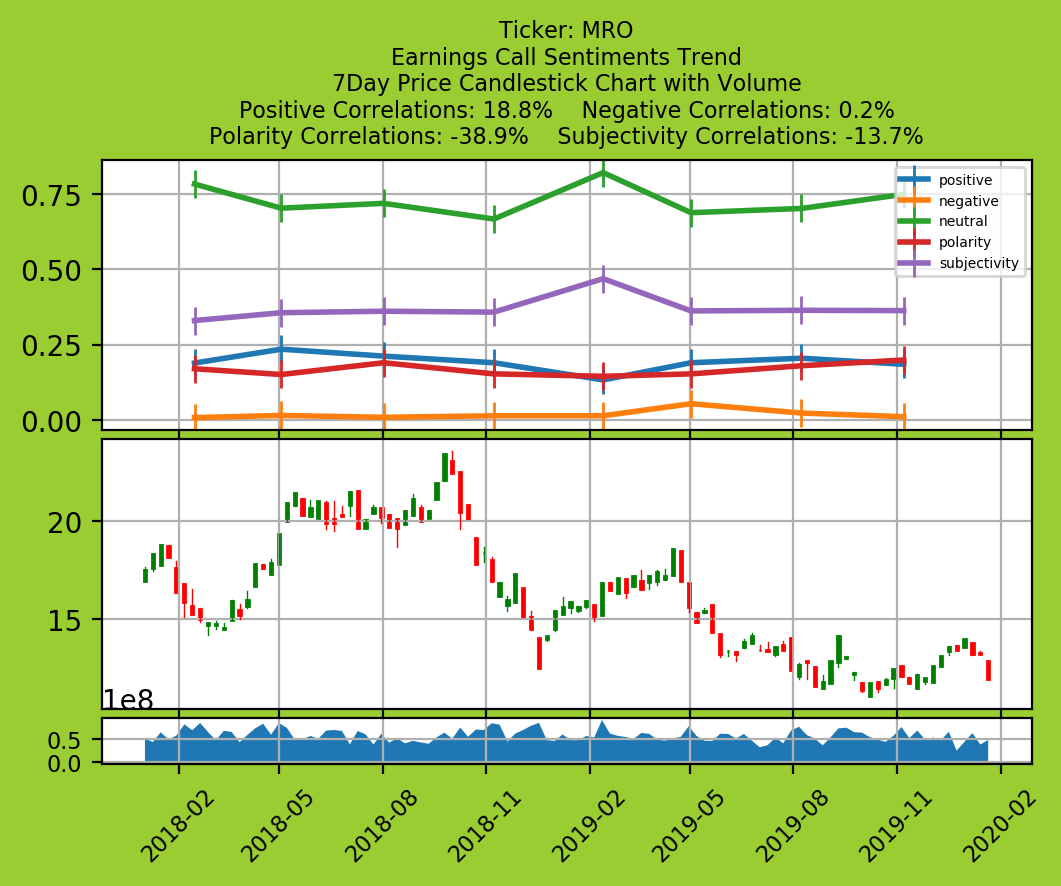 Ticker: MRO
Earnings Call Sentiments Trend
7Day Price Candlestick Chart with Volume
Positive Correlations: 18.8%    Negative Correlations: 0.2%
Polarity Correlations: -38.9%    Subjectivity Correlations: -13.7%
0.75
0.50
0.25
0.00
positive
negative
neutral
polarity
subjectivity
20
15
1e8
0.5
0.0
2018-02
2018-05
2018-08
2018-11
2019-02
2019-05
2019-08
2019-11
2020-02